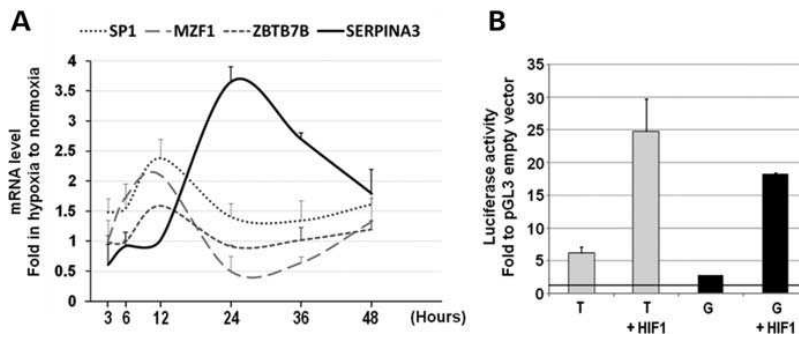 A
SP1 MZF1 ZBTB7B SERPINA3
mRNA level
Fold in hypoxia to normoxia
4
3.5
3
2.5
2
1.5
1
0.5
0
3 6 12 24 36 48 (Hours)
B
Luciferase activity
Fold to pGL3 empty vector
35
30
25
20
15
10
5
0
T T G G
+ HIF1 + HIF1